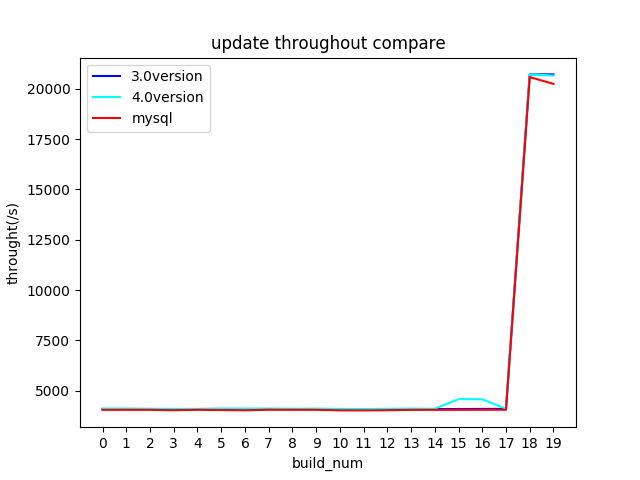 update throughout compare
3.0version
4.0version
mysql
throught(/s)
20000
17500
15000
12500
10000
7500
5000
0 1 2 3 4 5 6 7 8 9 10 11 12 13 14 15 16 17 18 19
build_num